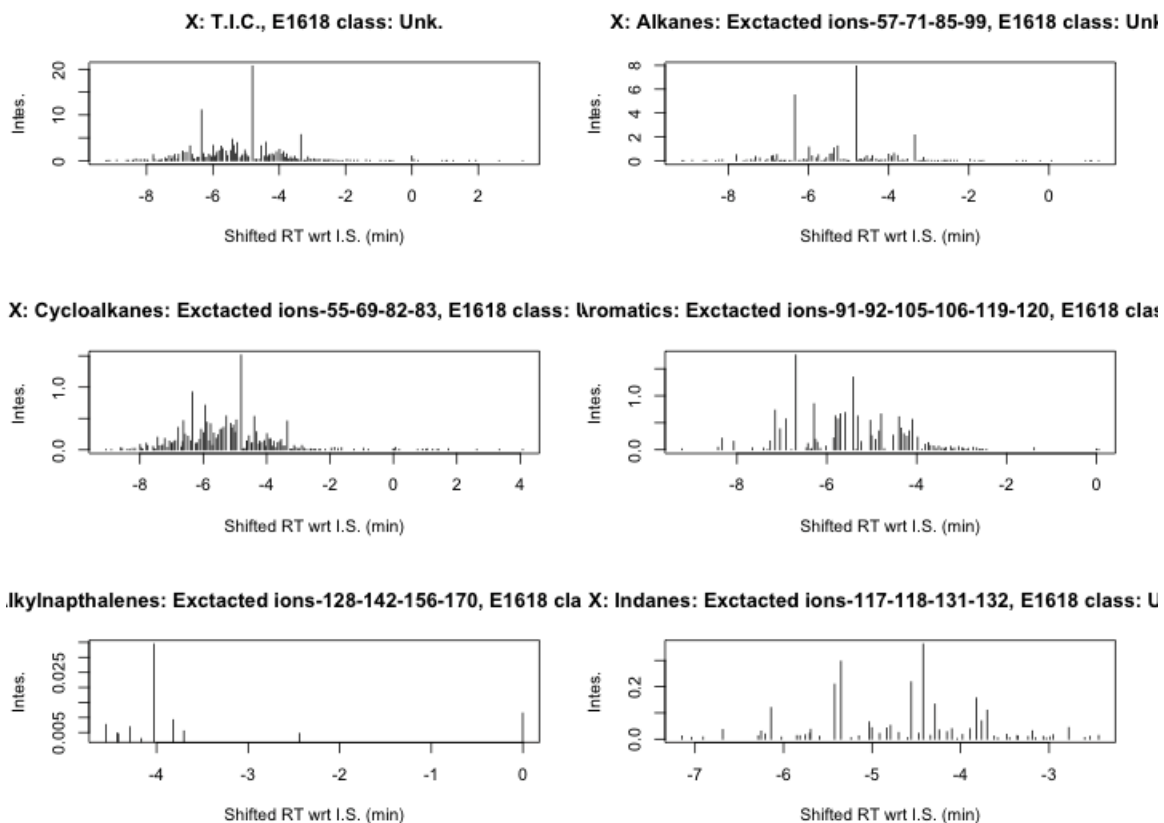 X: T.I.C., E1618 class: Unk.
Intes.
0 5 10 20
-8 -6 -4 -2 0 2
Shifted RT wrt I.S. (min)
X: Alkanes: Exctacted ions-57-71-85-99, E1618 class: Unk
Intes.
0 2 4 6 8
-8 -6 -4 -2 0
Shifted RT wrt I.S. (min)
X: Cycloalkanes: Exctacted ions-55-69-82-83, E1618 class: U
Intes.
0.0 1.0
-8 -6 -4 -2 0 2 4
Shifted RT wrt I.S. (min)
Aromatics: Exctacted ions-91-92-105-106-119-120, E1618 clas
Intes.
0.0 1.0
-8 -6 -4 -2 0
Shifted RT wrt I.S. (min)
lkylnapthalenes: Exctacted ions-128-142-156-170, E1618 cla
Intes.
0.005 0.025
-4 -3 -2 -1 0
Shifted RT wrt I.S. (min)
X: Indanes: Exctacted ions-117-118-131-132, E1618 class: U
Intes.
0.0 0.2
-7 -6 -5 -4 -3
Shifted RT wrt I.S. (min)